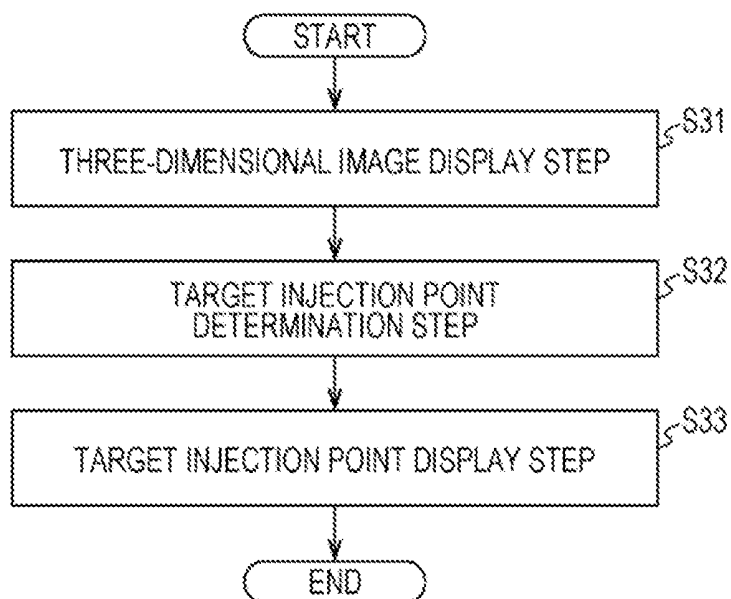 START
S31
THREE-DIMENSIONAL IMAGE DISPLAY STEP
S32
TARGET INJECTION POINT
DETERMINATION STEP
S33
TARGET INJECTION POINT DISPLAY STEP
END